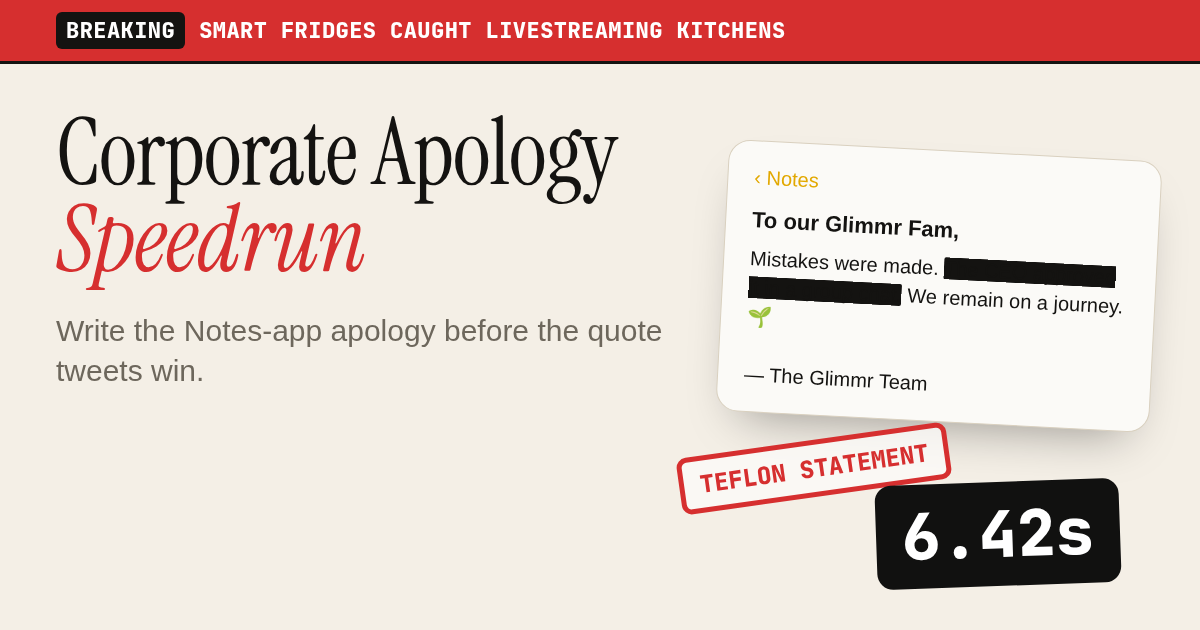 BREAKING SMART FRIDGES CAUGHT LIVESTREAMING KITCHENS
Corporate Apology
Speedrun
Write the Notes-app apology before the quote
tweets win.
‹ Notes
To our Glimmr Fam,
Mistakes were made.
We remain on a journey.
🌱
— The Glimmr Team
TEFLON STATEMENT
6.42s